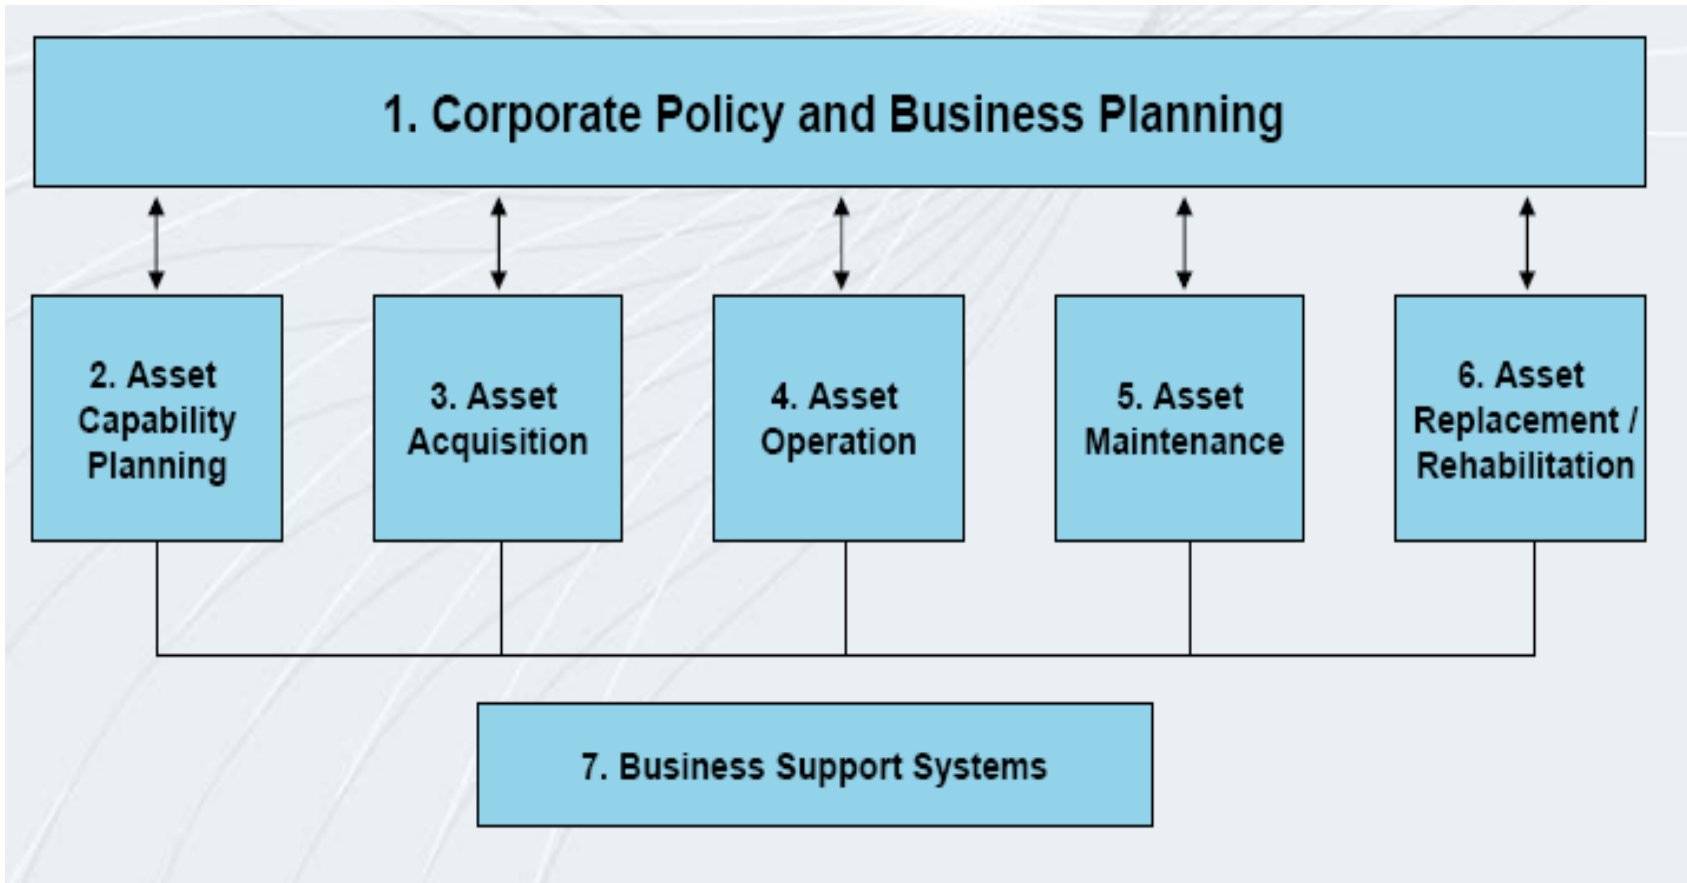 1. Corporate Policy and Business Planning
2. Asset
Capability
Planning
3. Asset
Acquisition
4. Asset
Operation
5. Asset
Maintenance
6. Asset
Replacement /
Rehabilitation
7. Business Support Systems